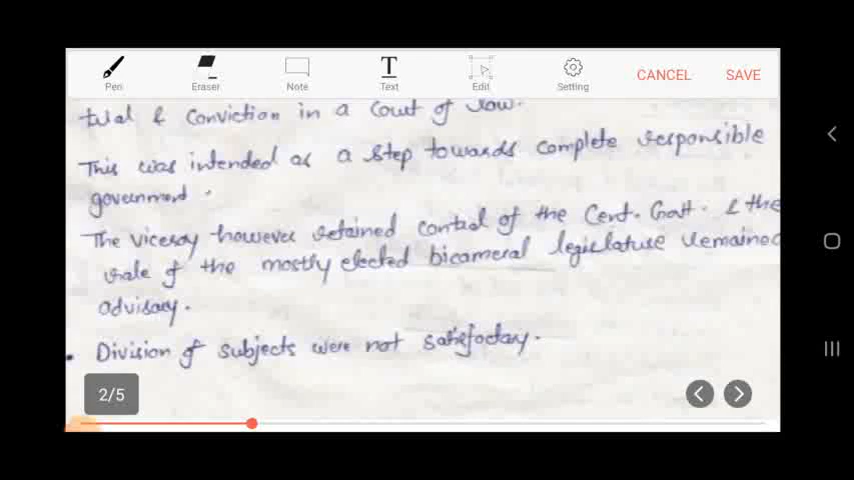 Pen
Eraser
Note
Text
Edit
Setting
CANCEL
SAVE
trial & Conviction in a Court of law.
This was intended as a step towards complete responsible
government.
The viceroy however retained control of the Cent. Govt. & the
role of the mostly elected bicameral legislature remained
advisory.
• Division of subjects were not satisfactory.
2/5